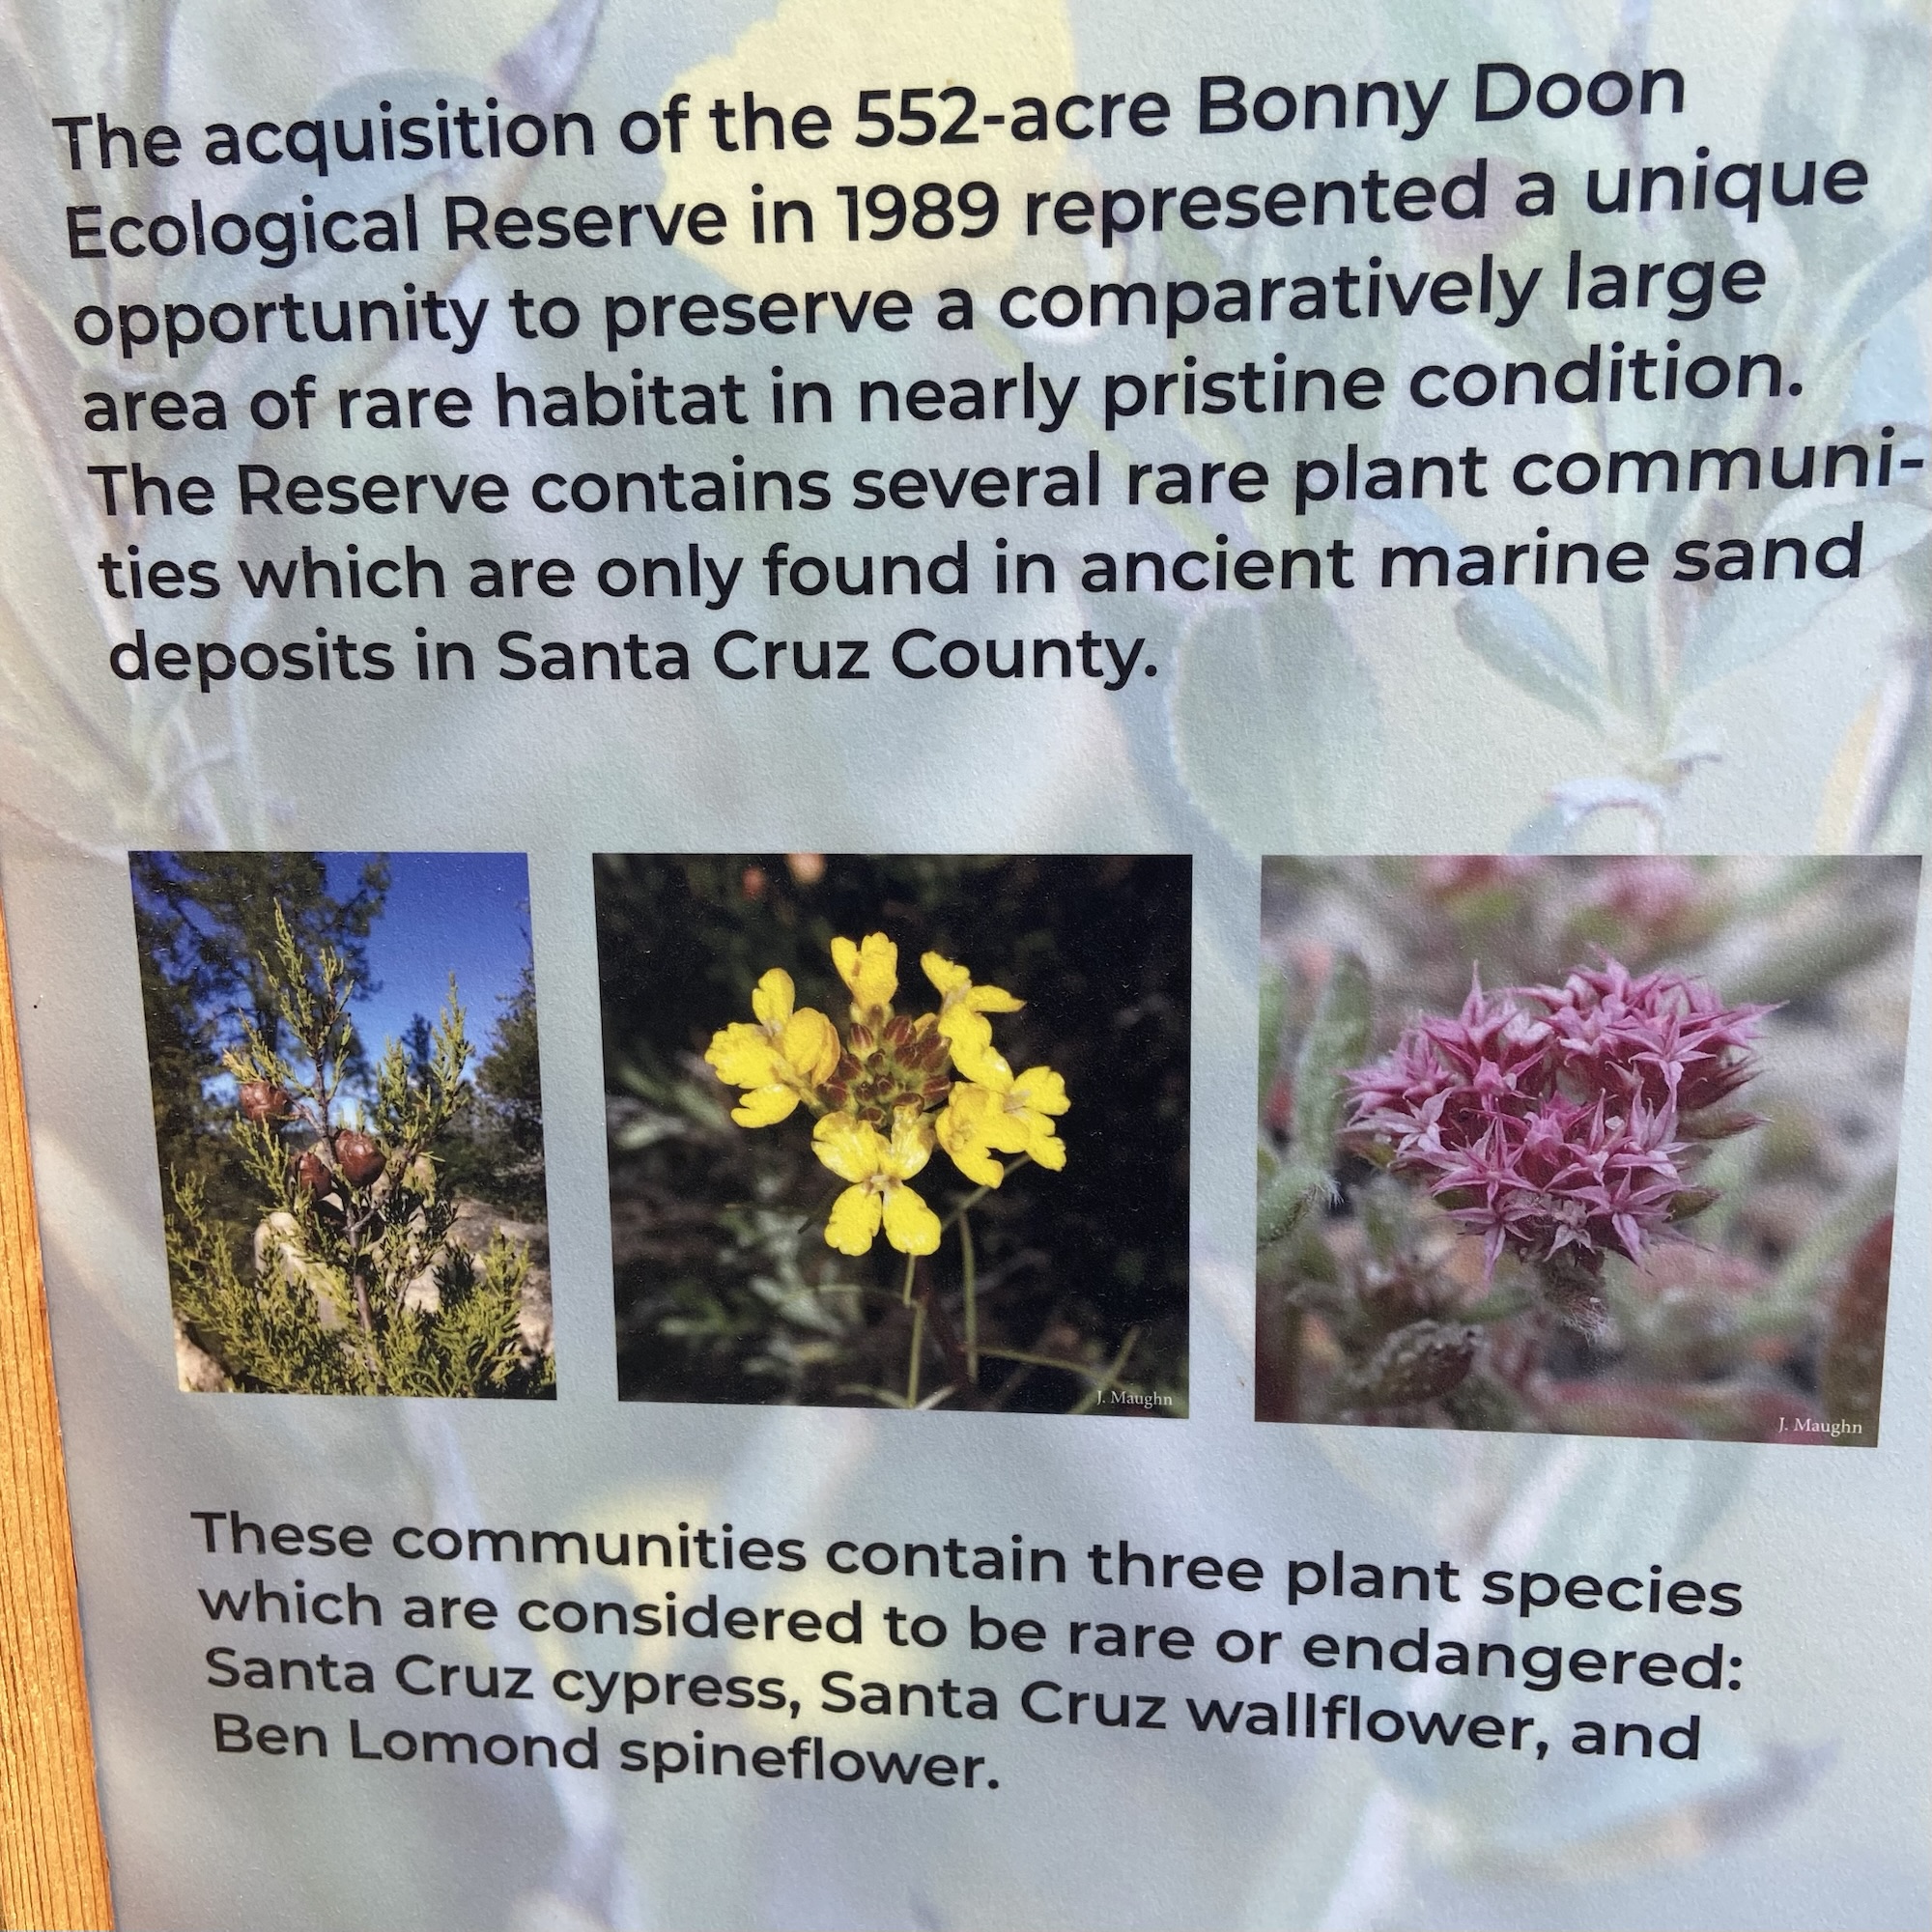 The acquisition of the 552-acre Bonny Doon
Ecological Reserve in 1989 represented a unique
opportunity to preserve a comparatively large
area of rare habitat in nearly pristine condition.
The Reserve contains several rare plant communi-
ties which are only found in ancient marine sand
deposits in Santa Cruz County.
J. Maughn
J. Maughn
These communities contain three plant species
which are considered to be rare or endangered:
Santa Cruz cypress, Santa Cruz wallflower, and
Ben Lomond spineflower.